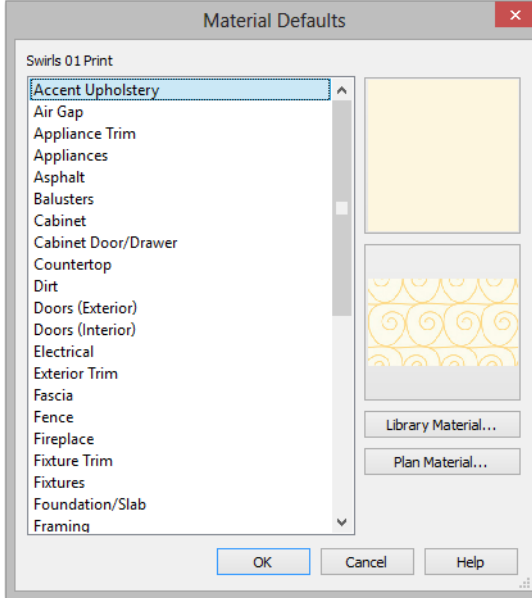 Material Defaults
Swirls 01 Print
Accent Upholstery
Air Gap
Appliance Trim
Appliances
Asphalt
Balusters
Cabinet
Cabinet Door/Drawer
Countertop
Dirt
Doors (Exterior)
Doors (Interior)
Electrical
Exterior Trim
Fascia
Fence
Fireplace
Fixture Trim
Fixtures
Foundation/Slab
Framing
Library Material...
Plan Material...
OK
Cancel
Help